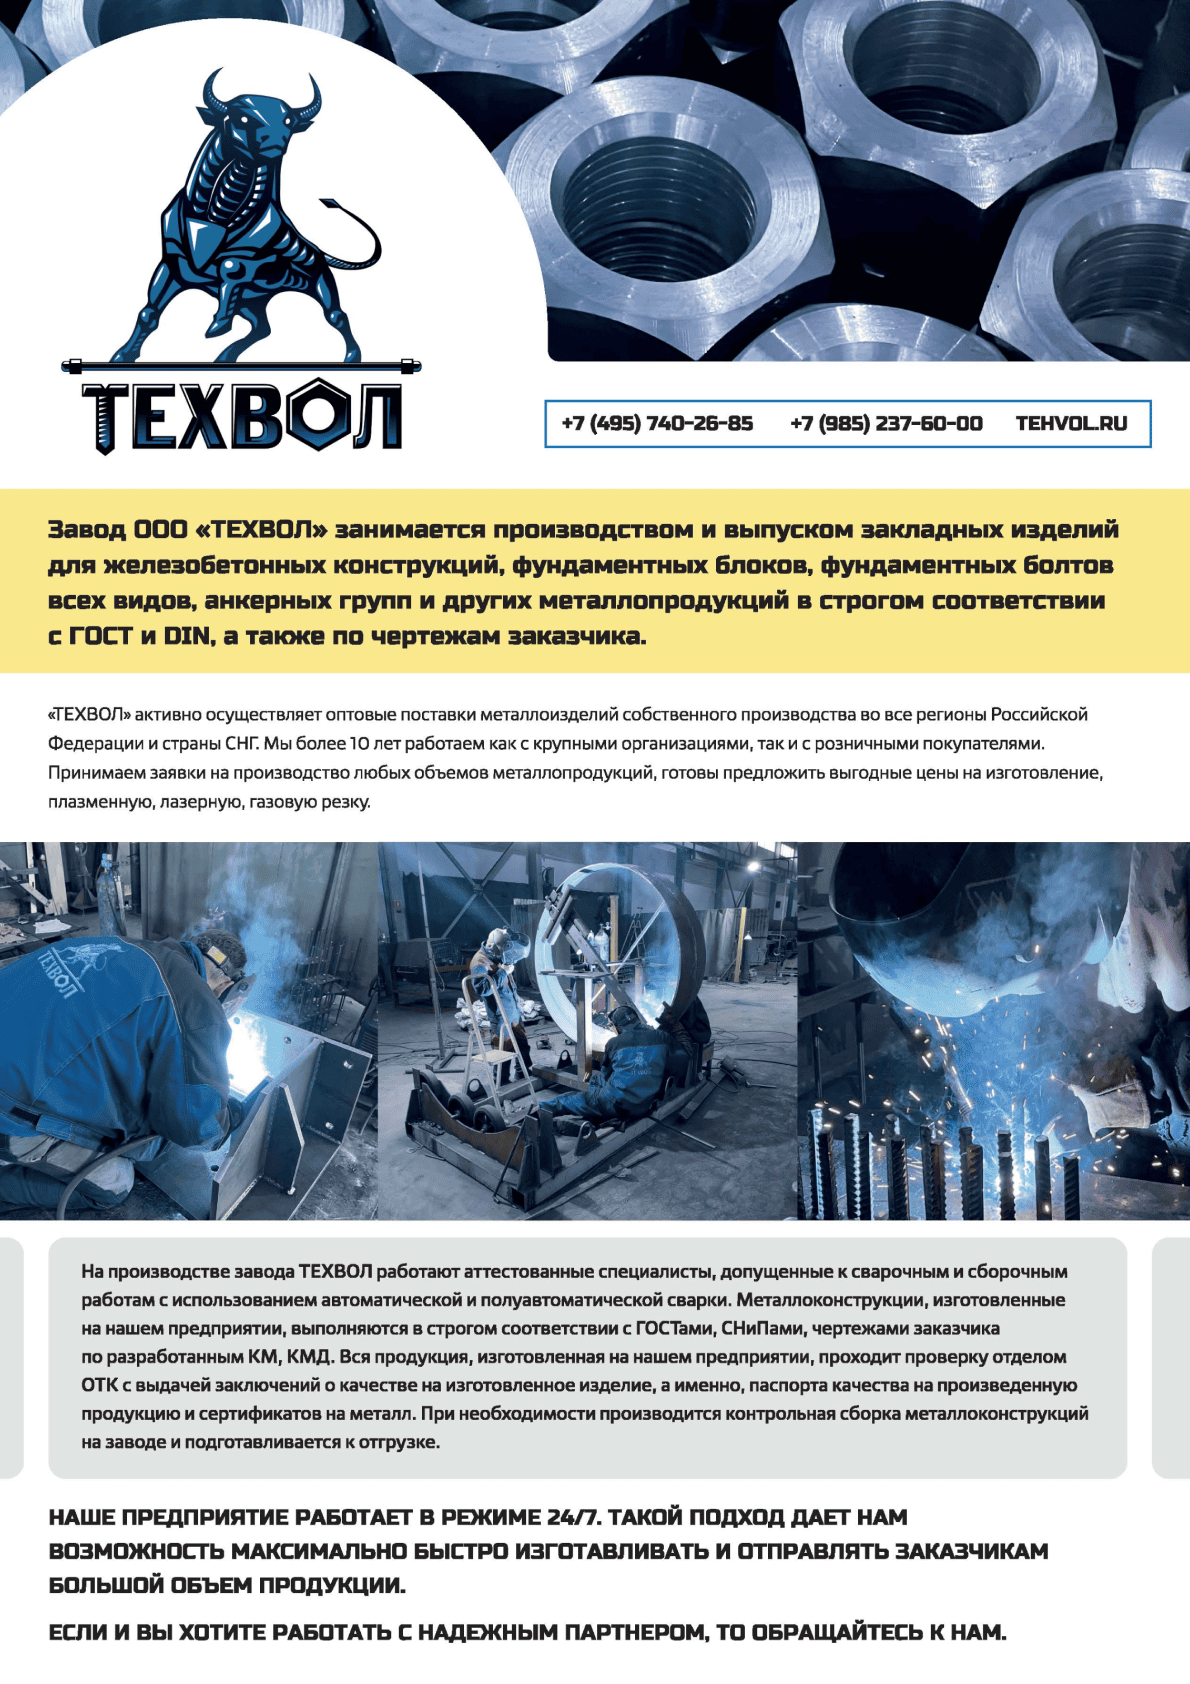 ТЕХВОЛ
+7 (495) 740-26-85 +7 (985) 237-60-00 TEHVOL.RU
Завод ООО «ТЕХВОЛ» занимается производством и выпуском закладных изделий
для железобетонных конструкций, фундаментных блоков, фундаментных болтов
всех видов, анкерных групп и других металлопродукций в строгом соответствии
с ГОСТ и DIN, а также по чертежам заказчика.
«ТЕХВОЛ» активно осуществляет оптовые поставки металлоизделий собственного производства во все регионы Российской
Федерации и страны СНГ. Мы более 10 лет работаем как с крупными организациями, так и с розничными покупателями.
Принимаем заявки на производство любых объемов металлопродукций, готовы предложить выгодные цены на изготовление,
плазменную, лазерную, газовую резку.
ТЕХВОЛ
ТЕХВОЛ
На производстве завода ТЕХВОЛ работают аттестованные специалисты, допущенные к сварочным и сборочным
работам с использованием автоматической и полуавтоматической сварки. Металлоконструкции, изготовленные
на нашем предприятии, выполняются в строгом соответствии с ГОСТами, СНиПами, чертежами заказчика
по разработанным КМ, КМД. Вся продукция, изготовленная на нашем предприятии, проходит проверку отделом
ОТК с выдачей заключений о качестве на изготовленное изделие, а именно, паспорта качества на произведенную
продукцию и сертификатов на металл. При необходимости производится контрольная сборка металлоконструкций
на заводе и подготавливается к отгрузке.
НАШЕ ПРЕДПРИЯТИЕ РАБОТАЕТ В РЕЖИМЕ 24/7. ТАКОЙ ПОДХОД ДАЕТ НАМ
ВОЗМОЖНОСТЬ МАКСИМАЛЬНО БЫСТРО ИЗГОТАВЛИВАТЬ И ОТПРАВЛЯТЬ ЗАКАЗЧИКАМ
БОЛЬШОЙ ОБЪЕМ ПРОДУКЦИИ.
ЕСЛИ И ВЫ ХОТИТЕ РАБОТАТЬ С НАДЕЖНЫМ ПАРТНЕРОМ, ТО ОБРАЩАЙТЕСЬ К НАМ.